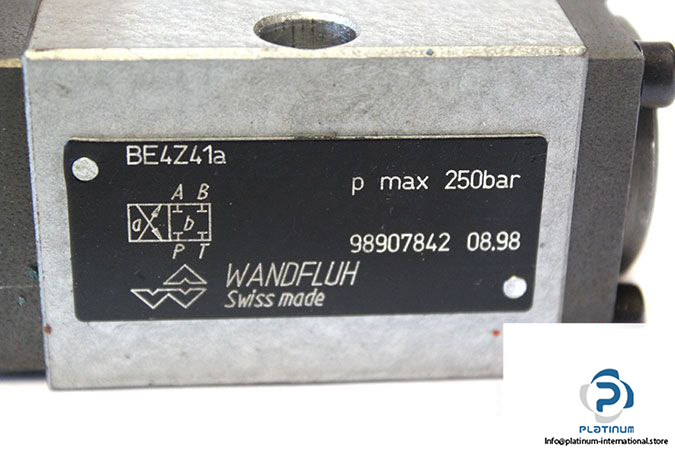 BE4Z41a
p max 250bar
A B
a b
P T
98907842 08.98
WANDFLUH
Swiss made
P
PLATINUM
Info@platinum-international.store